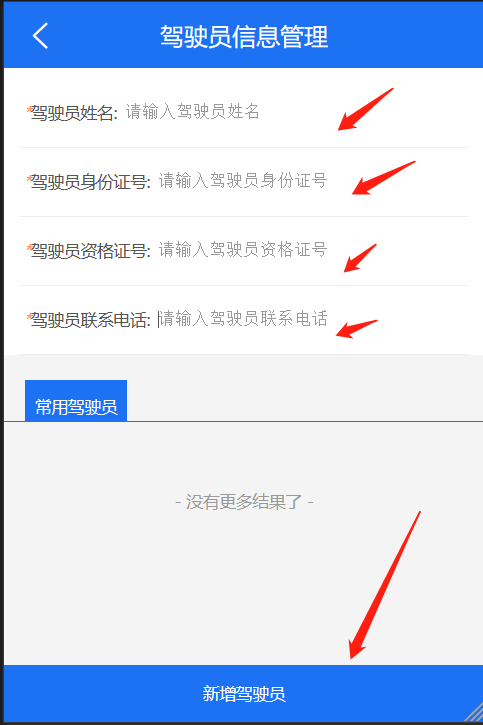 驾驶员信息管理
*驾驶员姓名: 请输入驾驶员姓名
*驾驶员身份证号: 请输入驾驶员身份证号
*驾驶员资格证号: 请输入驾驶员资格证号
*驾驶员联系电话: 请输入驾驶员联系电话
常用驾驶员
- 没有更多结果了 -
新增驾驶员